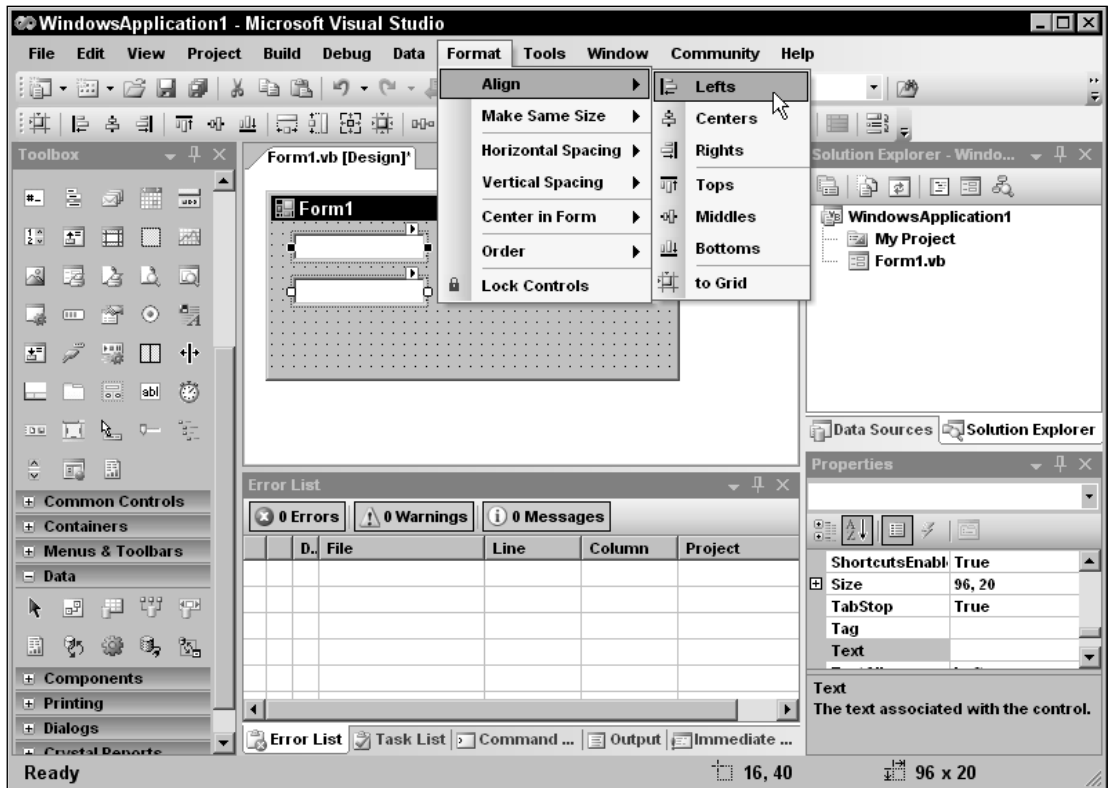 WindowsApplication1 - Microsoft Visual Studio
File Edit View Project Build Debug Data Format Tools Window Community Help
Align
Make Same Size
Horizontal Spacing
Vertical Spacing
Center in Form
Order
Lock Controls
Lefts
Centers
Rights
Tops
Middles
Bottoms
to Grid
Toolbox
abl
Common Controls
Containers
Menus & Toolbars
Data
Components
Printing
Dialogs
Crystal Reports
Form1.vb [Design]*
Form1
Error List
0 Errors 0 Warnings 0 Messages
D.. File Line Column Project
Error List Task List Command ... Output Immediate ...
Solution Explorer - Windo...
WindowsApplication1
My Project
Form1.vb
Data Sources Solution Explorer
Properties
ShortcutsEnabl True
Size 96, 20
TabStop True
Tag
Text
Text
The text associated with the control.
Ready 16, 40 96 x 20